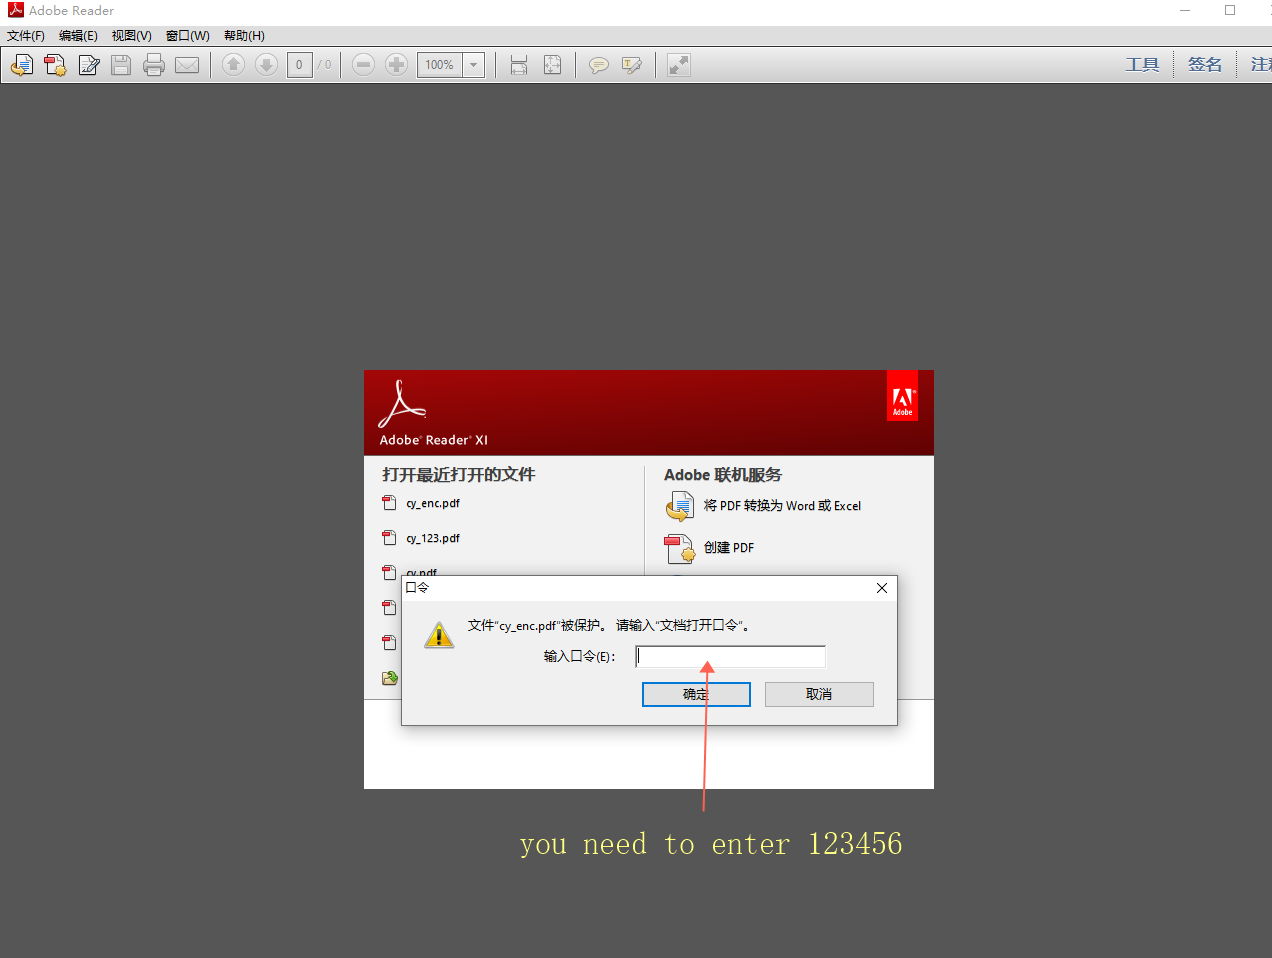 Adobe Reader
文件(F) 编辑(E) 视图(V) 窗口(W) 帮助(H)
0 / 0 100% 工具 签名
Adobe Reader XI
Adobe
打开最近打开的文件
cy_enc.pdf
cy_123.pdf
cy.pdf
Adobe 联机服务
将 PDF 转换为 Word 或 Excel
创建 PDF
口令
文件“cy_enc.pdf”被保护。 请输入“文档打开口令”。
输入口令(E):
确定 取消
you need to enter 123456